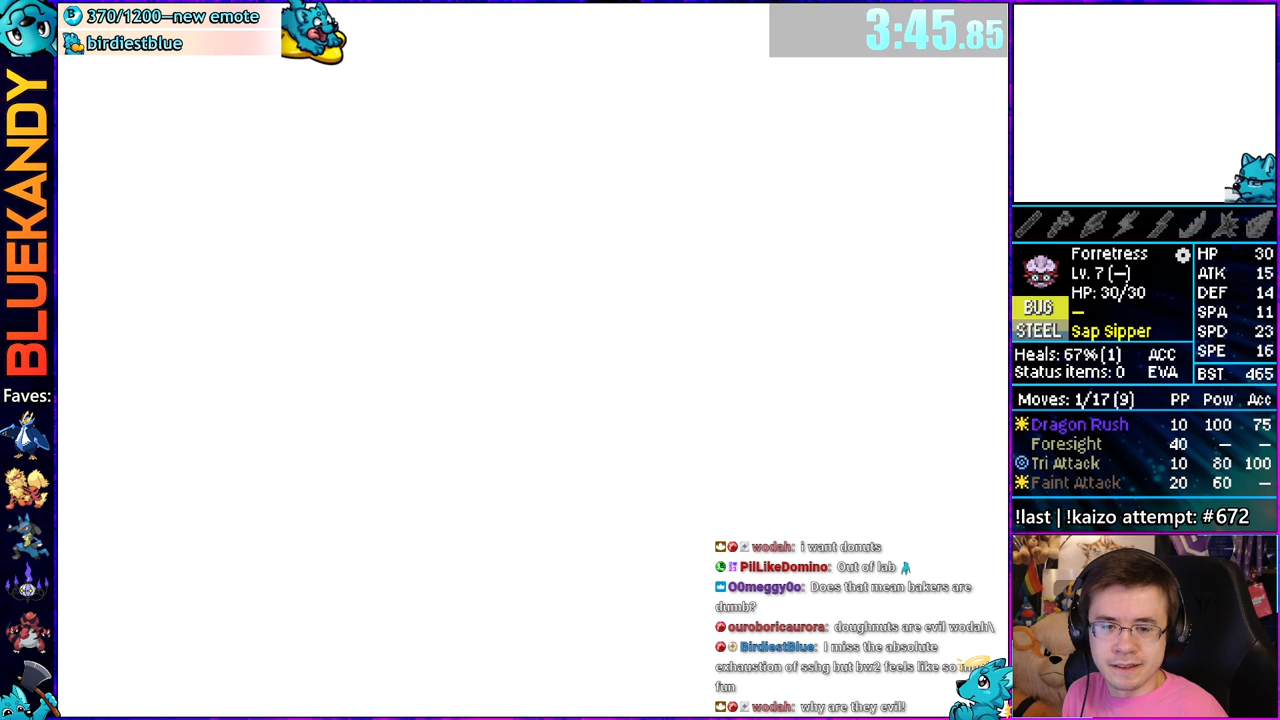 370/1200–new emote
birdiestblue
3:45.85
BLUEKANDY
Faves:
Forretress
Lv. 7 (—)
HP: 30/30
BUG
—
STEEL
Sap Sipper
HP 30
ATK 15
DEF 14
SPA 11
SPD 23
SPE 16
BST 465
Heals: 67% (1) ACC
Status items: 0 EVA
Moves: 1/17 (9) PP Pow Acc
Dragon Rush 10 100 75
Foresight 40 — —
Tri Attack 10 80 100
Faint Attack 20 60 —
!last | !kaizo attempt: #672
wodah: i want donuts
PilLikeDomino: Out of lab
O0meggy0o: Does that mean bakers are
dumb?
ouroboricaurora: doughnuts are evil wodah\
BirdiestBlue: I miss the absolute
exhaustion of sshg but bw2 feels like so
fun
wodah: why are they evil!